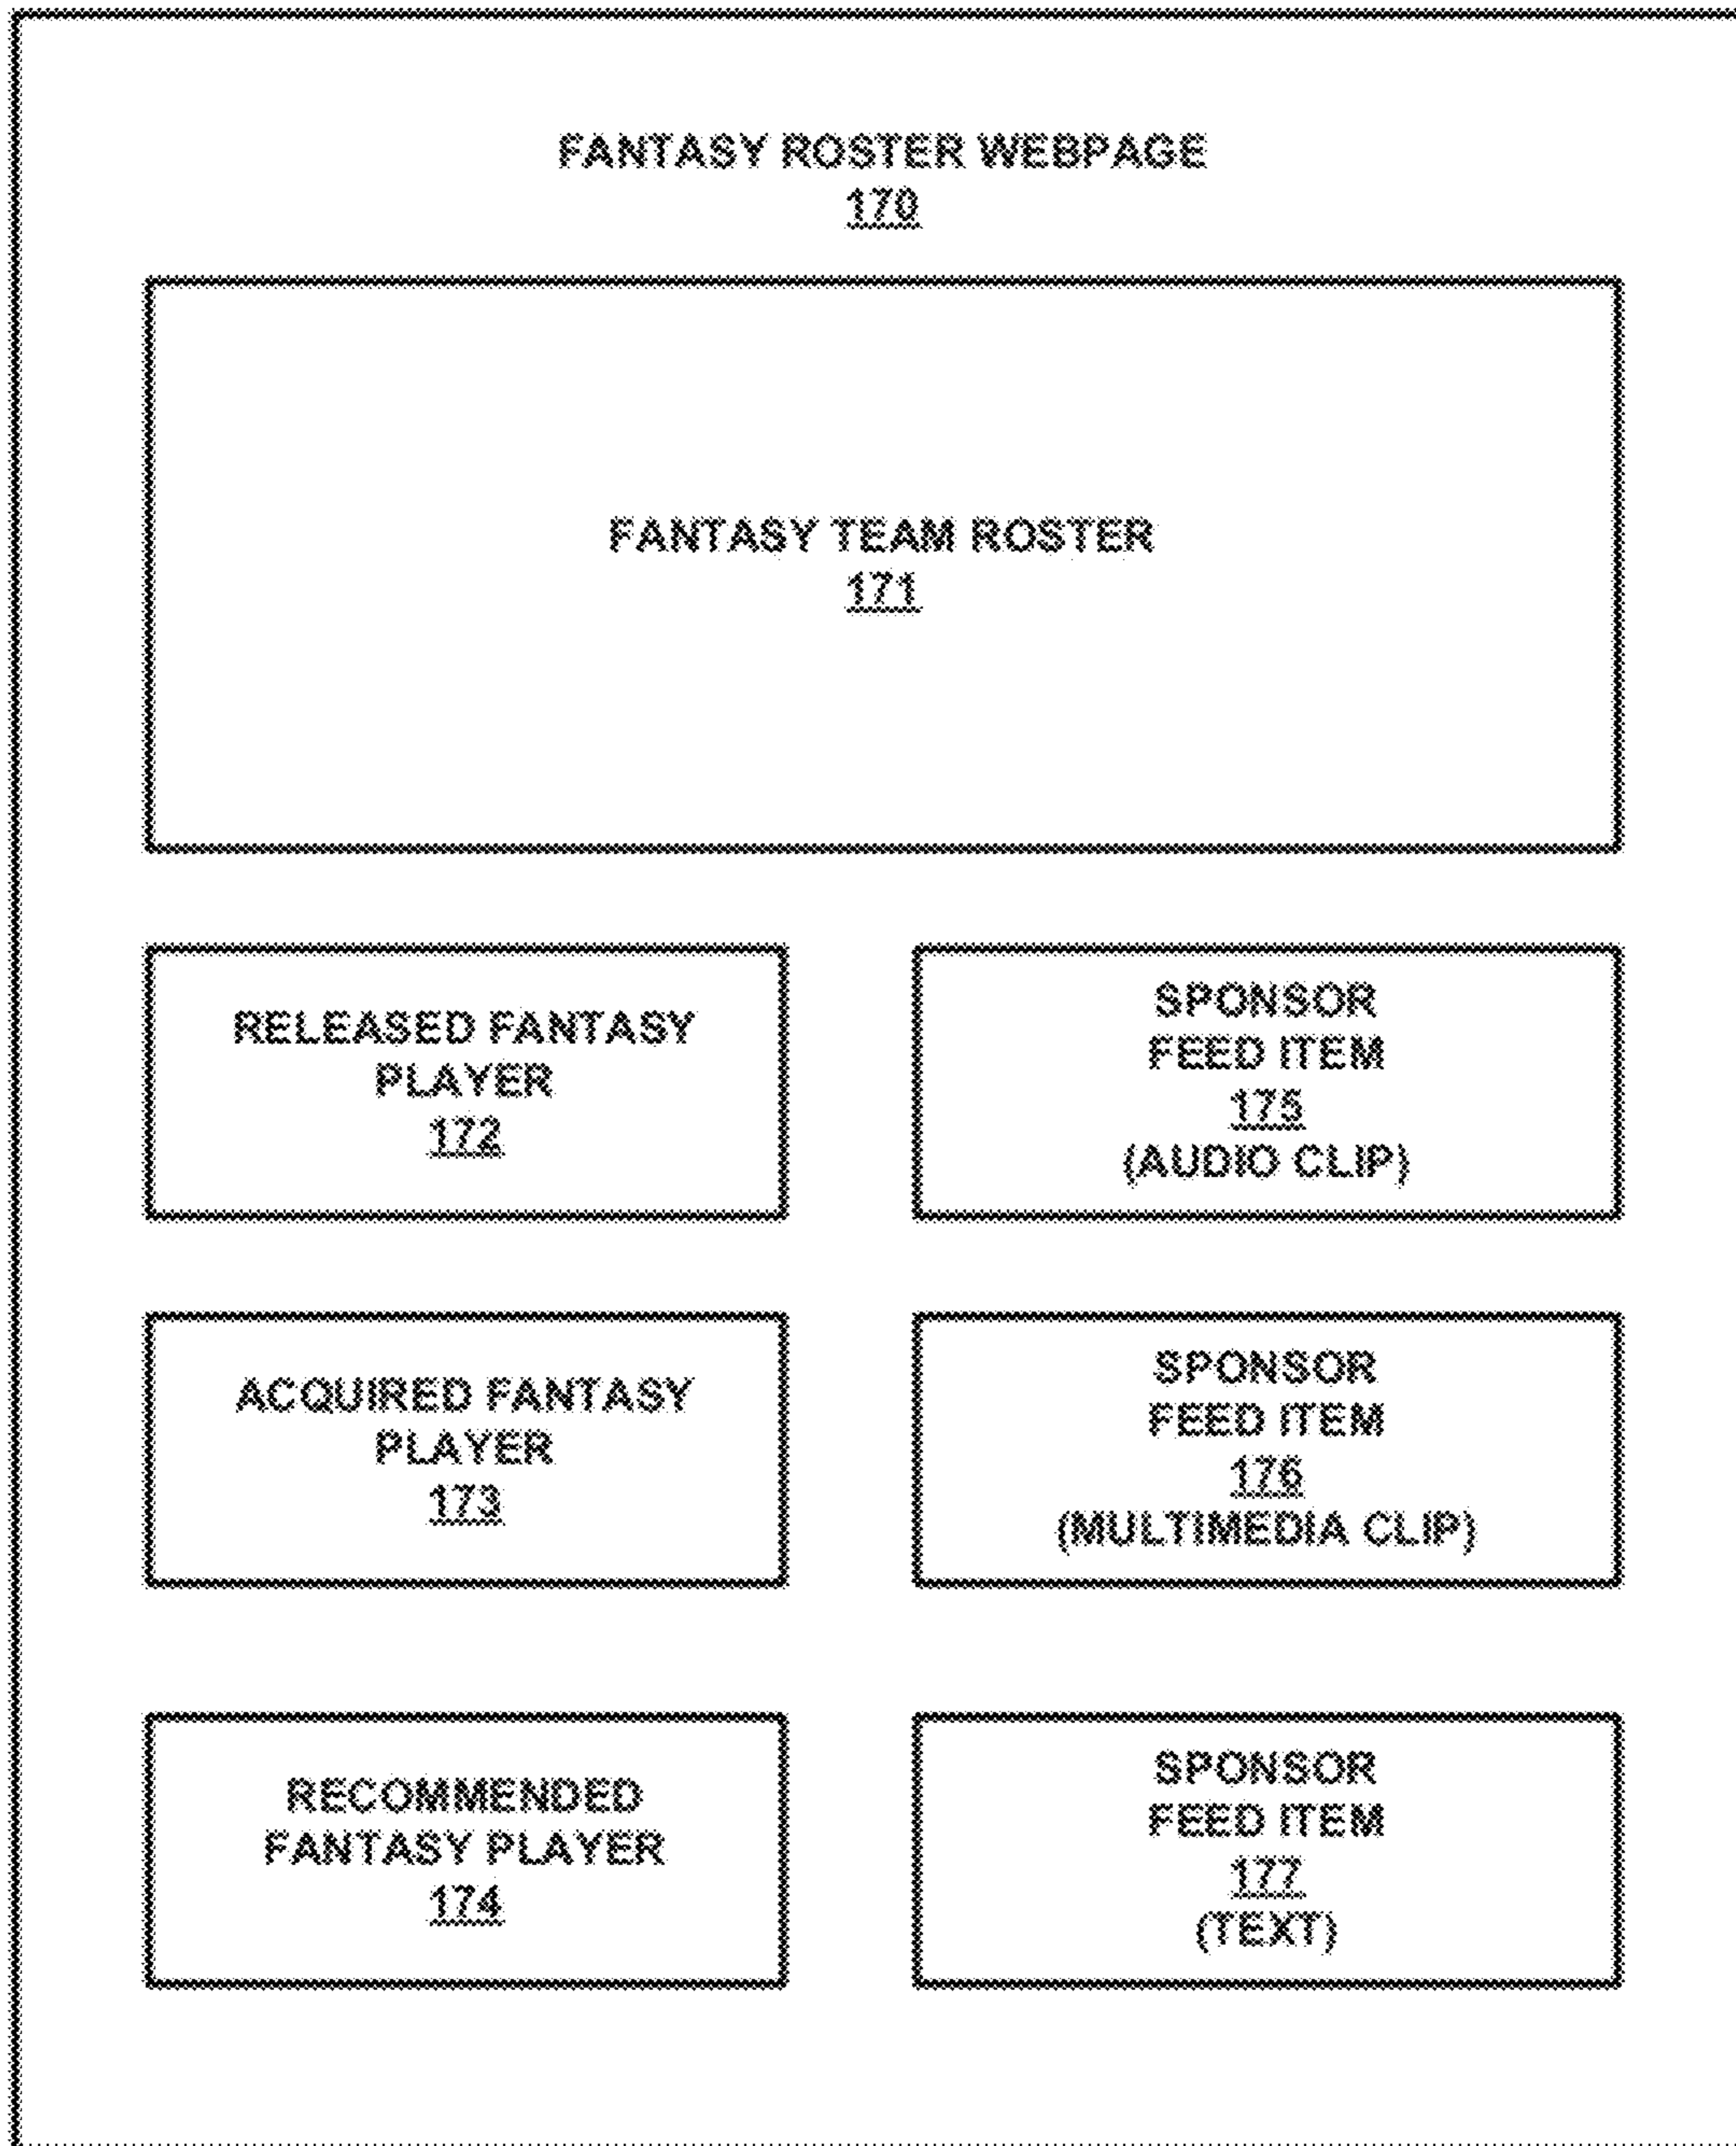 FANTASY ROSTER WEBPAGE
170
FANTASY TEAM ROSTER
171
RELEASED FANTASY
PLAYER
172
SPONSOR
FEED ITEM
175
(AUDIO CLIP)
ACQUIRED FANTASY
PLAYER
173
SPONSOR
FEED ITEM
176
(MULTIMEDIA CLIP)
RECOMMENDED
FANTASY PLAYER
174
SPONSOR
FEED ITEM
177
(TEXT)